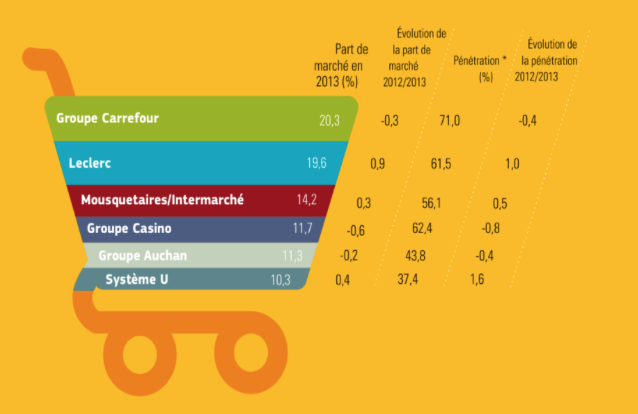 Part de
marché en
2013 (%)
Évolution de
la part de
marché
2012/2013
Pénétration *
(%)
Évolution de
la pénétration
2012/2013
Groupe Carrefour 20,3 -0,3 71,0 -0,4
Leclerc 19,6 0,9 61,5 1,0
Mousquetaires/Intermarché 14,2 0,3 56,1 0,5
Groupe Casino 11,7 -0,6 62,4 -0,8
Groupe Auchan 11,3 -0,2 43,8 -0,4
Système U 10,3 0,4 37,4 1,6